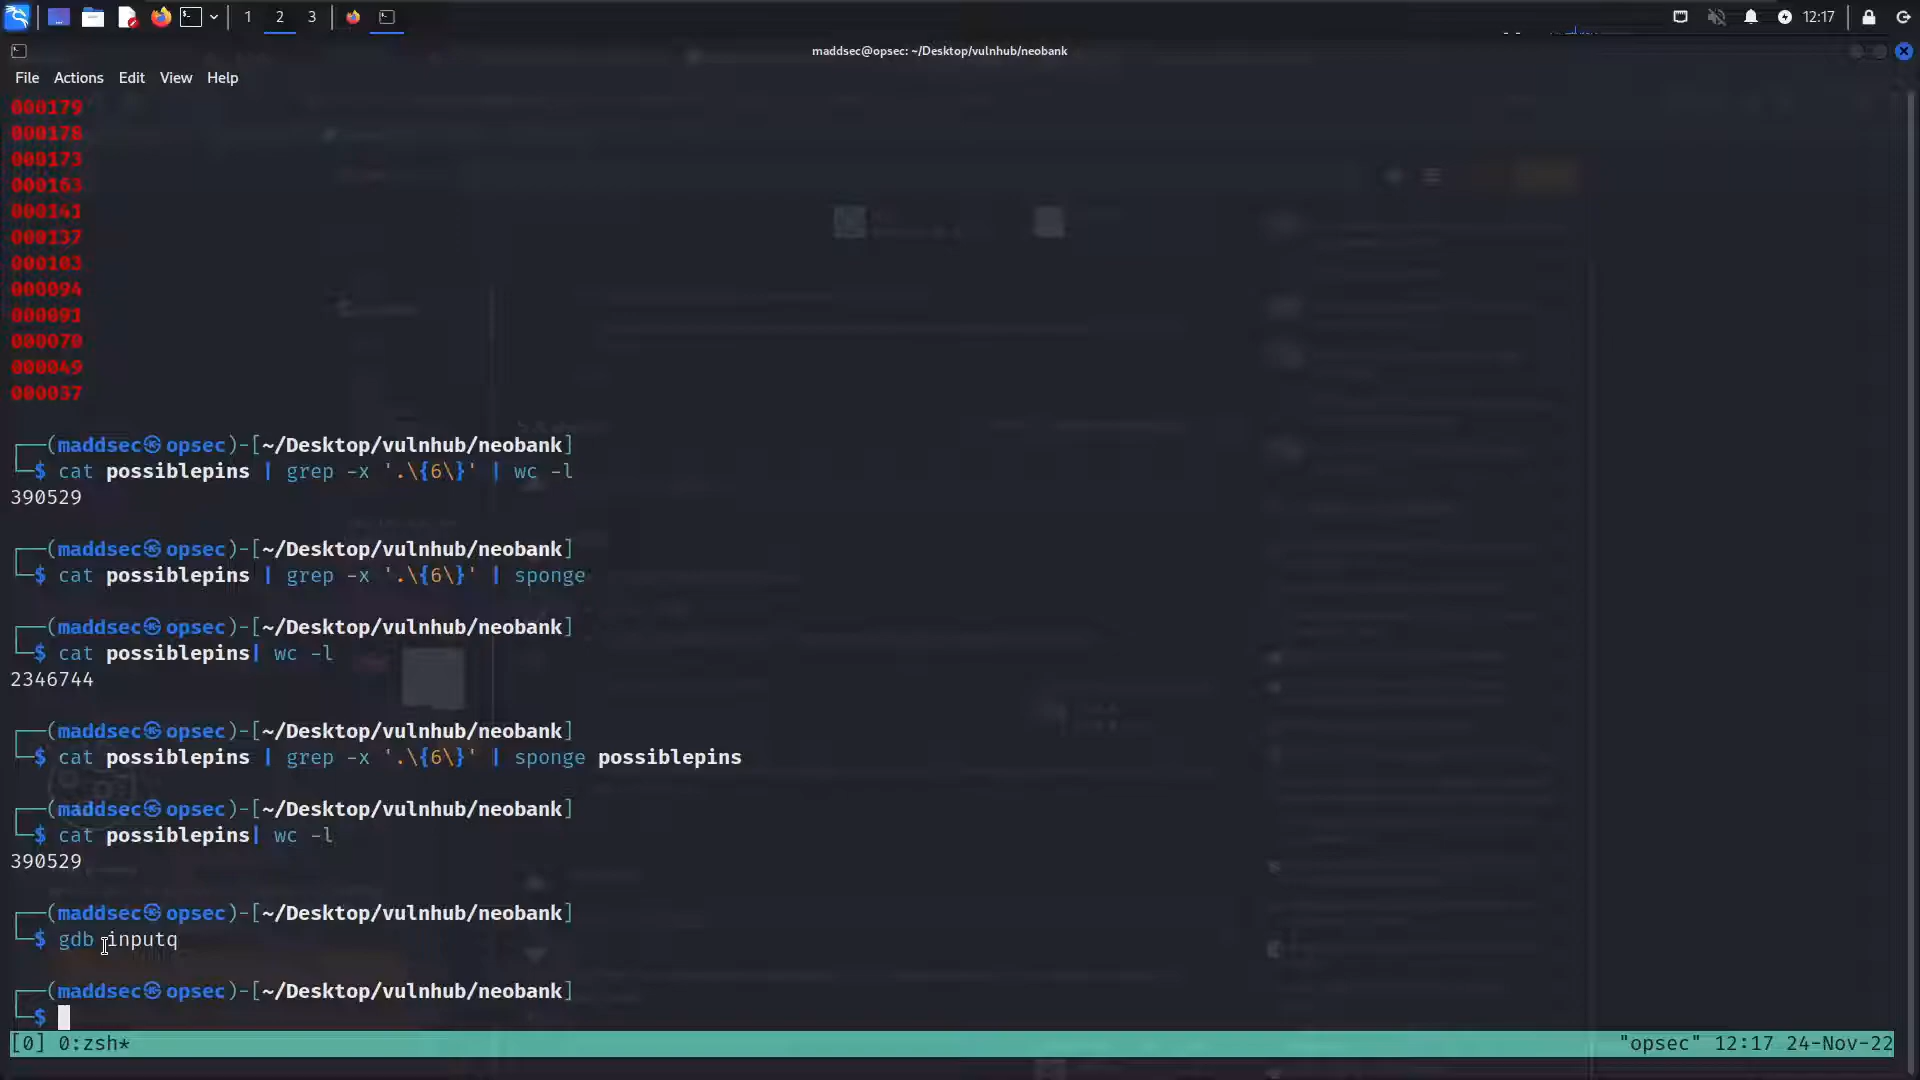 1 2 3 12:17
maddsec@opsec: ~/Desktop/vulnhub/neobank
File Actions Edit View Help
000179
000178
000173
000163
000141
000137
000103
000094
000091
000070
000049
000037
┌──(maddsec㉿opsec)-[~/Desktop/vulnhub/neobank]
└─$ cat possiblepins | grep -x '.\{6\}' | wc -l
390529
┌──(maddsec㉿opsec)-[~/Desktop/vulnhub/neobank]
└─$ cat possiblepins | grep -x '.\{6\}' | sponge
┌──(maddsec㉿opsec)-[~/Desktop/vulnhub/neobank]
└─$ cat possiblepins| wc -l
2346744
┌──(maddsec㉿opsec)-[~/Desktop/vulnhub/neobank]
└─$ cat possiblepins | grep -x '.\{6\}' | sponge possiblepins
┌──(maddsec㉿opsec)-[~/Desktop/vulnhub/neobank]
└─$ cat possiblepins| wc -l
390529
┌──(maddsec㉿opsec)-[~/Desktop/vulnhub/neobank]
└─$ gdb inputq
┌──(maddsec㉿opsec)-[~/Desktop/vulnhub/neobank]
└─$
[0] 0:zsh* "opsec" 12:17 24-Nov-22